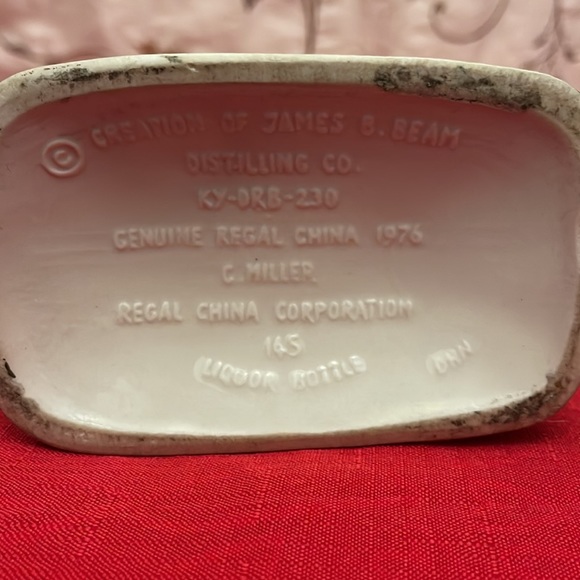 © CREATION OF JAMES B. BEAM
DISTILLING CO.
KY-DRB-230
GENUINE REGAL CHINA 1976
C. MILLER
REGAL CHINA CORPORATION
145
LIQUOR BOTTLE